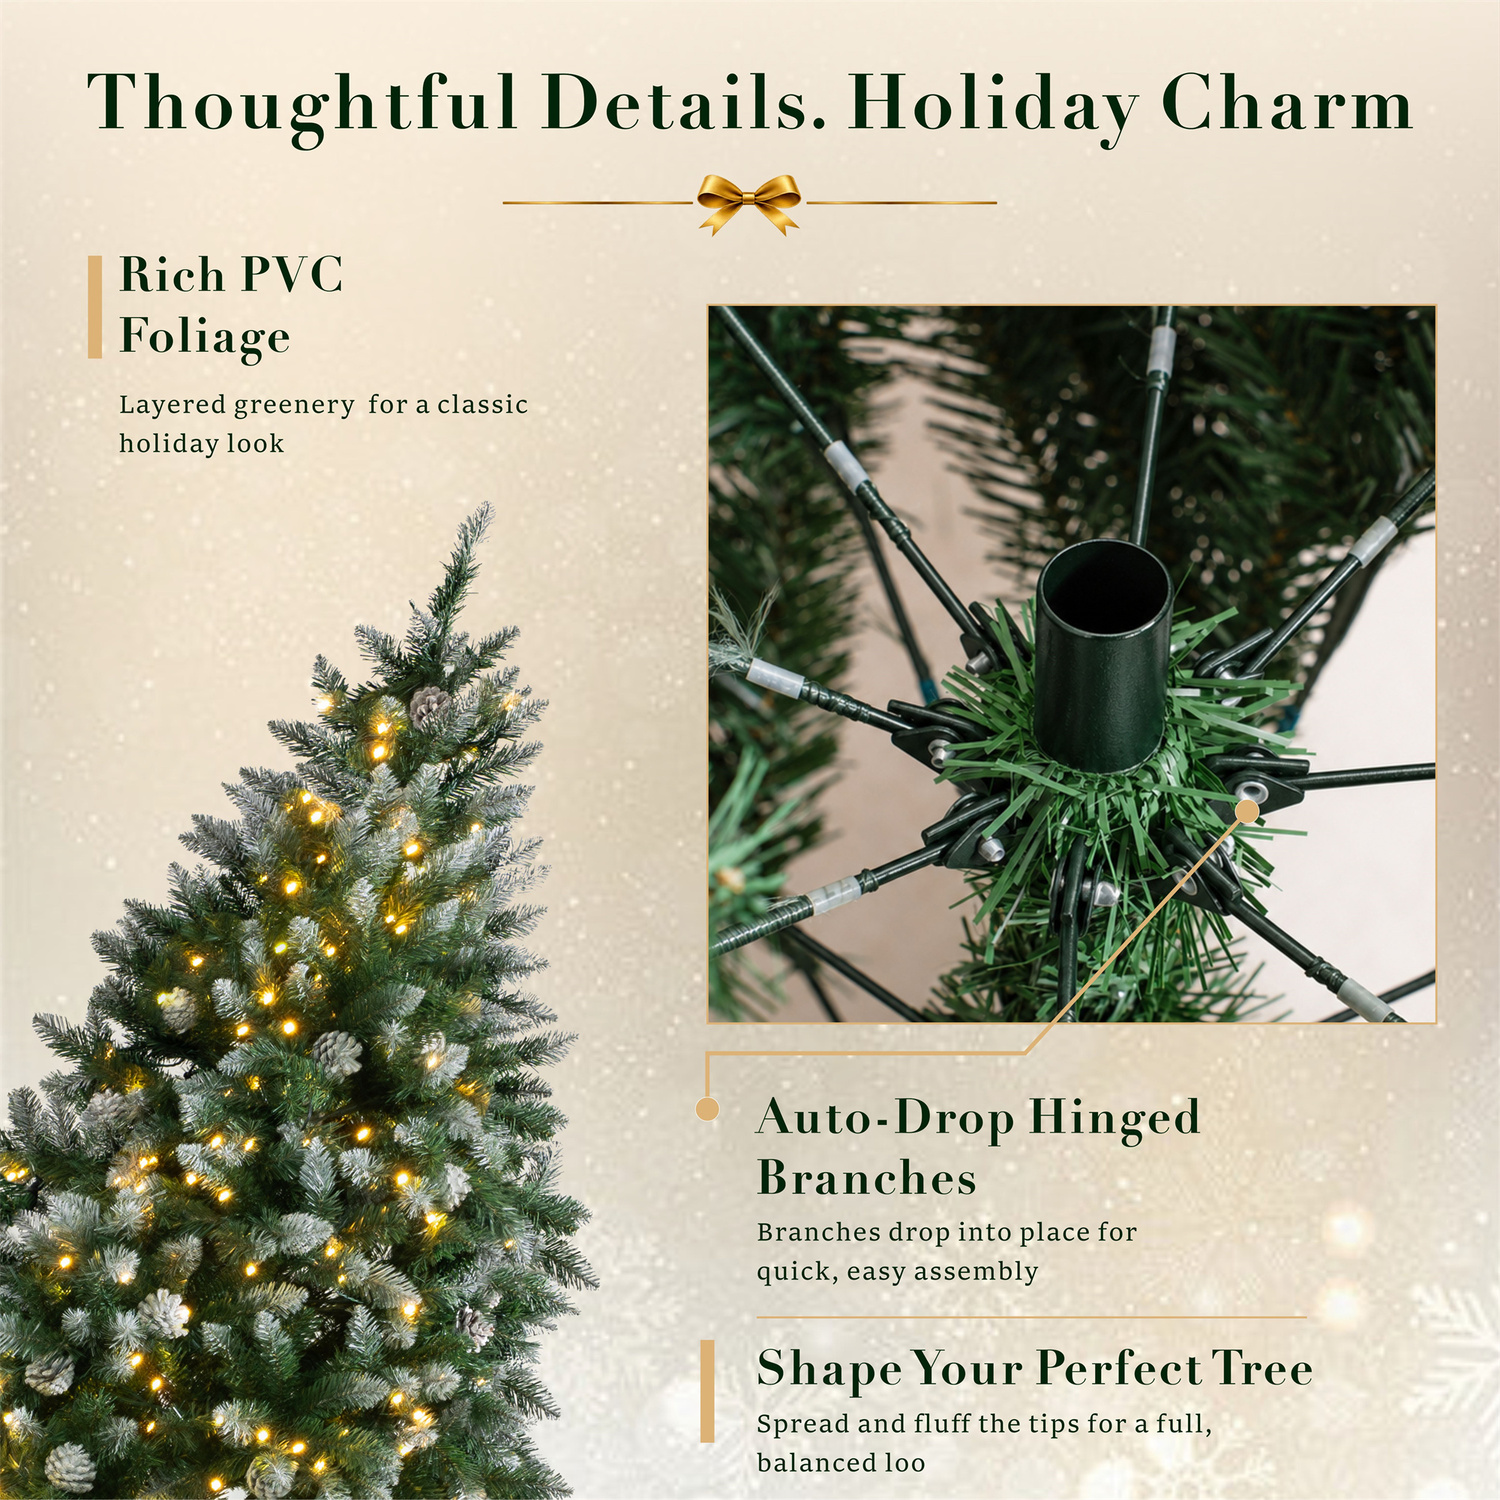 Thoughtful Details. Holiday Charm
Rich PVC
Foliage
Layered greenery for a classic
holiday look
Auto-Drop Hinged
Branches
Branches drop into place for
quick, easy assembly
Shape Your Perfect Tree
Spread and fluff the tips for a full,
balanced loo